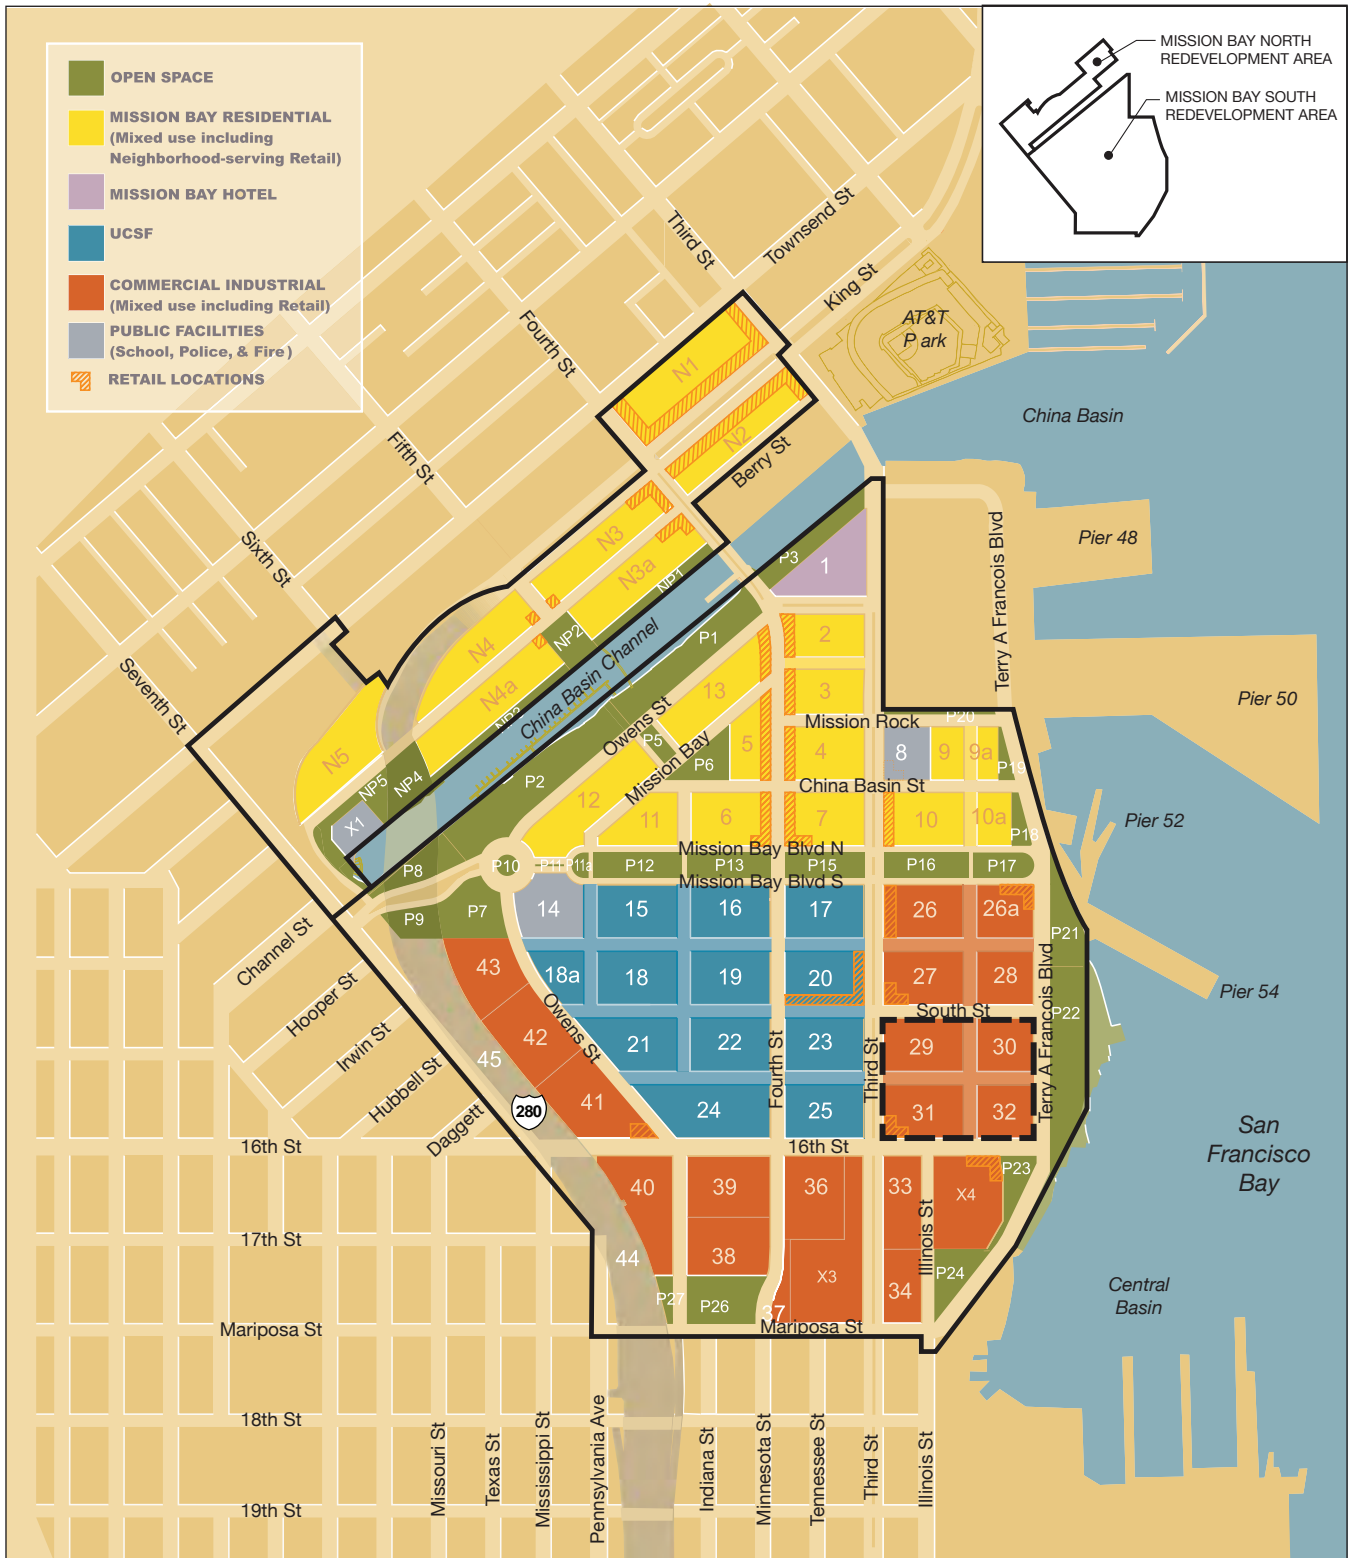 MISSION BAY NORTH
REDEVELOPMENT AREA
MISSION BAY SOUTH
REDEVELOPMENT AREA
OPEN SPACE
MISSION BAY RESIDENTIAL
(Mixed use including
Neighborhood-serving Retail)
MISSION BAY HOTEL
UCSF
COMMERCIAL INDUSTRIAL
(Mixed use including Retail)
PUBLIC FACILITIES
(School, Police, & Fire)
RETAIL LOCATIONS
Third St
Townsend St
King St
AT&T
P ark
Fourth St
Fifth St
Sixth St
Seventh St
Berry St
China Basin
Pier 48
Pier 50
Pier 52
Pier 54
Terry A Francois Blvd
N1
N2
N3
N3a
NP1
NP2
N4
N4a
NP3
N5
NP5
NP4
X1
China Basin Channel
P3
1
P1
2
3
13
Owens St
P5
Mission Bay
P6
5
Mission Rock
P20
4
8
9
9a
P19
China Basin St
P2
12
11
6
7
10
10a
P18
Mission Bay Blvd N
P8
P10
P11
P11a
P12
P13
P15
P16
P17
Mission Bay Blvd S
P9
P7
14
15
16
17
26
26a
P21
43
18a
18
19
20
27
28
Terry A Francois Blvd
P22
South St
Owens St
42
45
21
22
23
29
30
Fourth St
Third St
41
24
25
31
32
280
Channel St
Hooper St
Irwin St
Hubbell St
Daggett
16th St
16th St
40
39
36
33
X4
P23
Illinois St
17th St
44
38
X3
34
P24
P27
P26
37
Mariposa St
Mariposa St
San
Francisco
Bay
Central
Basin
18th St
19th St
Missouri St
Texas St
Mississippi St
Pennsylvania Ave
Indiana St
Minnesota St
Tennessee St
Third St
Illinois St